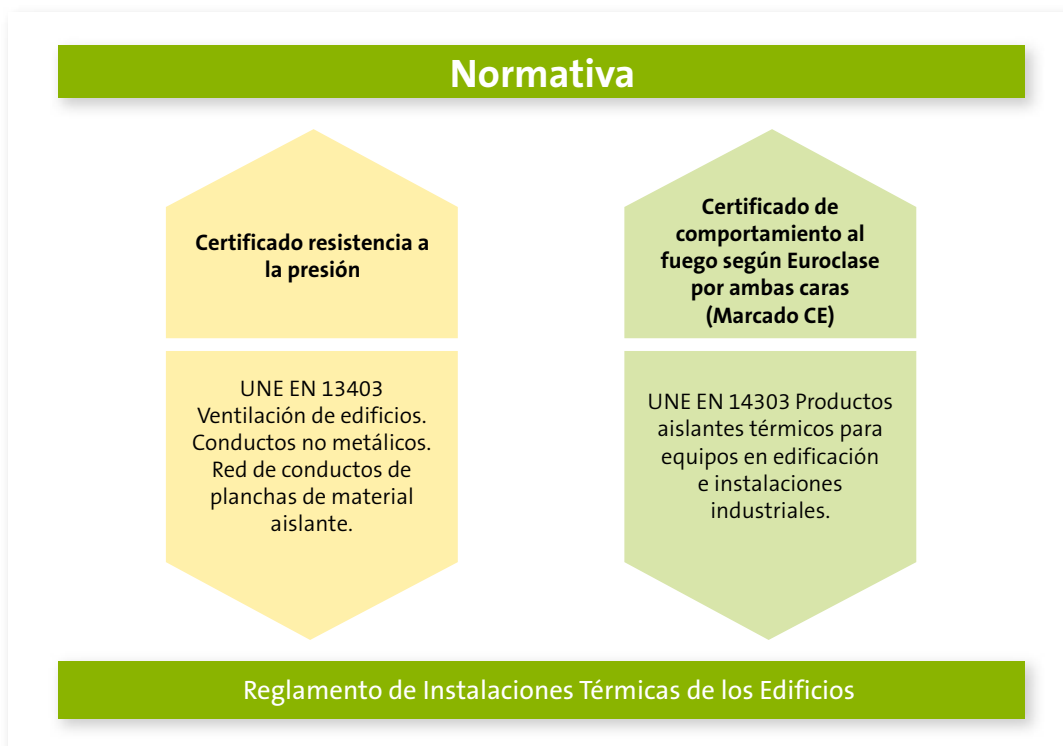 Normativa
Certificado resistencia a
la presión
UNE EN 13403
Ventilación de edificios.
Conductos no metálicos.
Red de conductos de
planchas de material
aislante.
Certificado de
comportamiento al
fuego según Euroclase
por ambas caras
(Marcado CE)
UNE EN 14303 Productos
aislantes térmicos para
equipos en edificación
e instalaciones
industriales.
Reglamento de Instalaciones Térmicas de los Edificios